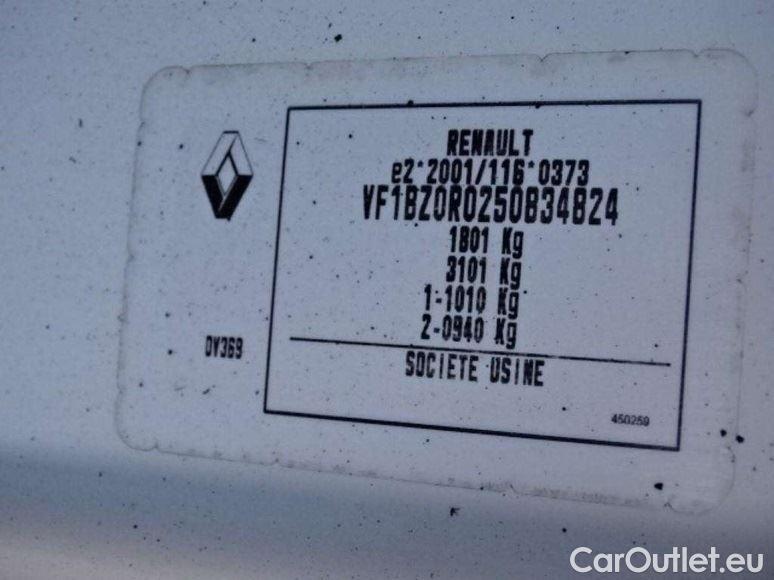 RENAULT
e2*2001/116*0373
VF1BZ0R0250834824
1801 Kg
3101 Kg
1-1010 Kg
2-0940 Kg
DV369
SOCIETE USINE
450259
CarOutlet.eu